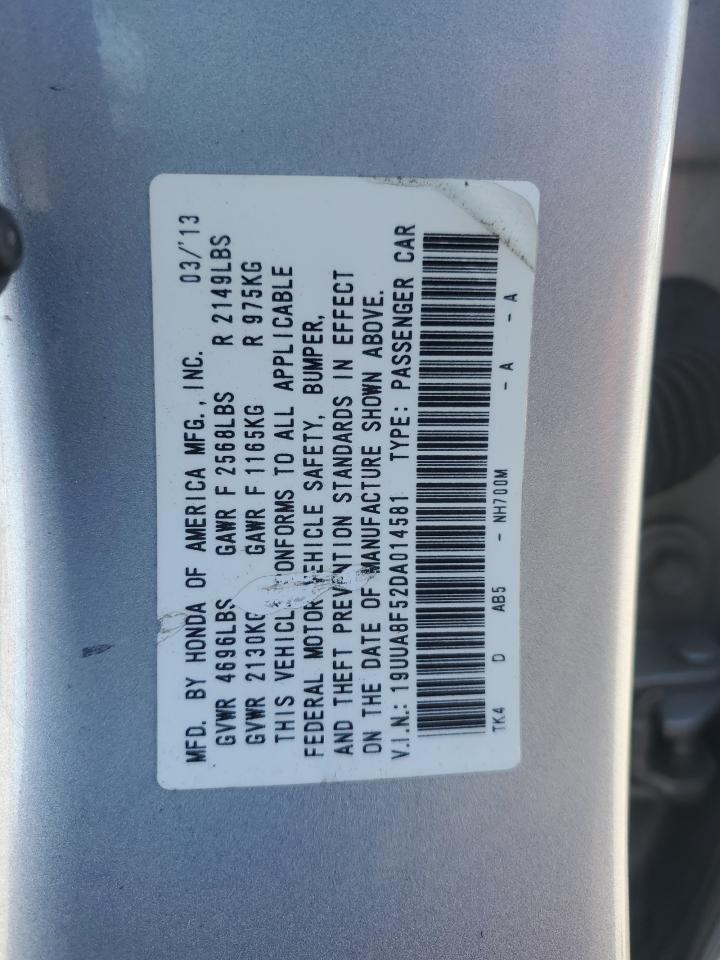 MFD. BY HONDA OF AMERICA MFG., INC. 03/'13
GVWR 4696LBS GAWR F 2568LBS R 2149LBS
GVWR 2130KG GAWR F 1165KG R 975KG
THIS VEHICLE CONFORMS TO ALL APPLICABLE
FEDERAL MOTOR VEHICLE SAFETY, BUMPER,
AND THEFT PREVENTION STANDARDS IN EFFECT
ON THE DATE OF MANUFACTURE SHOWN ABOVE.
V.I.N.: 19UUA8F52DA014581 TYPE: PASSENGER CAR
TK4 D AB5 - NH700M - A - A